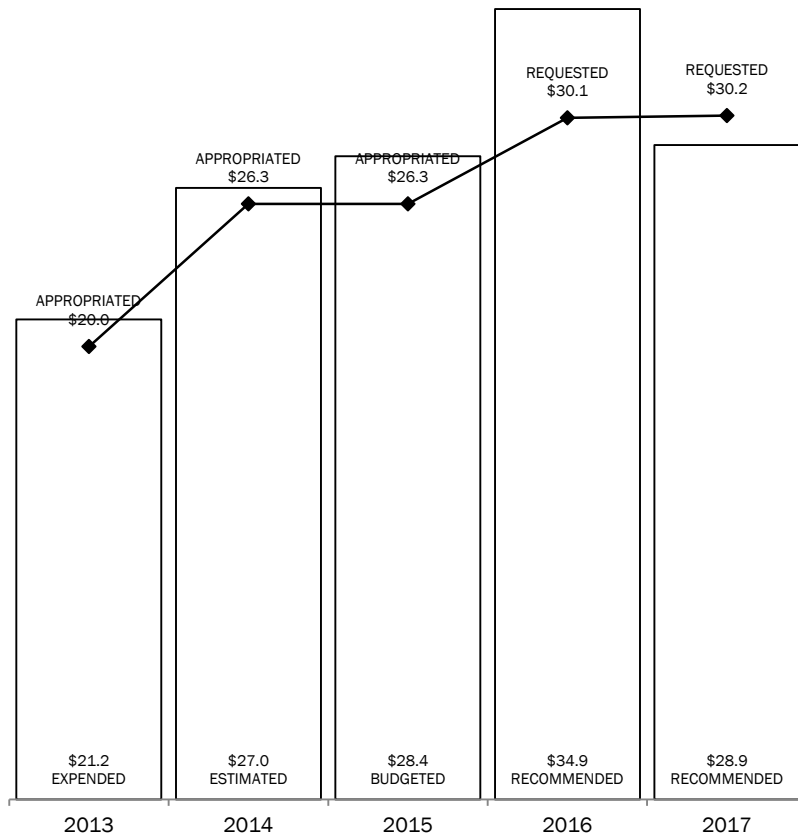 REQUESTED
$30.1
REQUESTED
$30.2
APPROPRIATED
$26.3
APPROPRIATED
$26.3
APPROPRIATED
$20.0
$21.2
EXPENDED
$27.0
ESTIMATED
$28.4
BUDGETED
$34.9
RECOMMENDED
$28.9
RECOMMENDED
2013
2014
2015
2016
2017